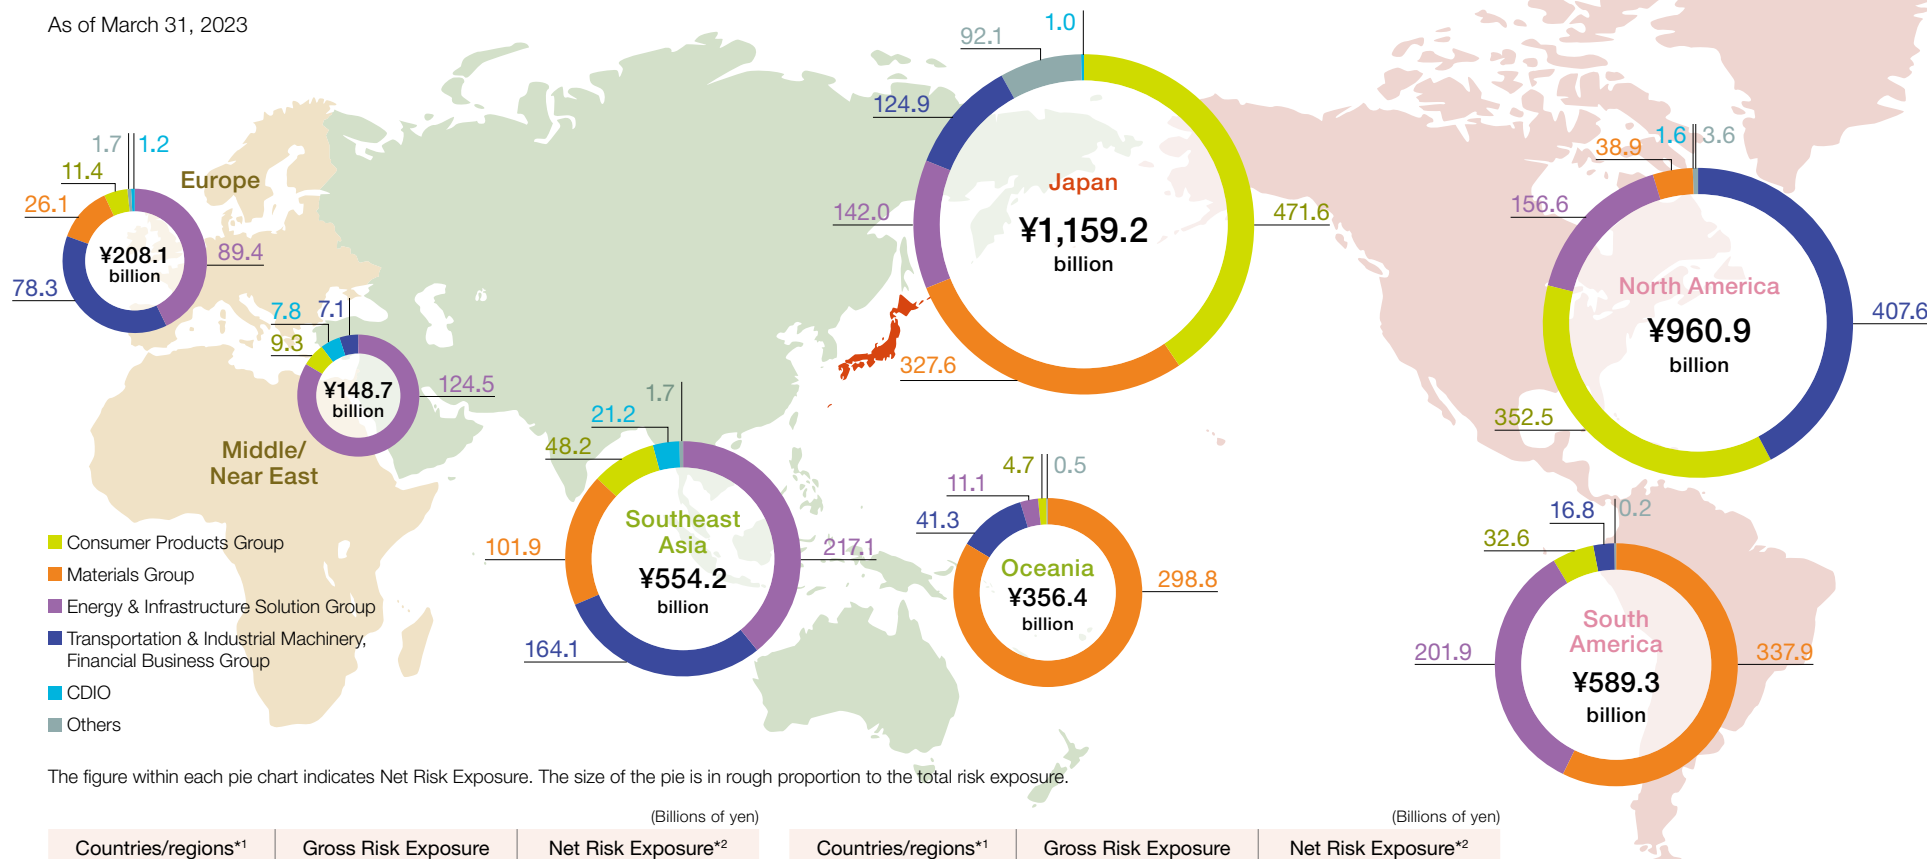 As of March 31, 2023
1.7
1.2
11.4
Europe
26.1
¥208.1
billion
89.4
78.3
7.8
7.1
9.3
¥148.7
billion
124.5
Middle/
Near East
1.0
92.1
124.9
Japan
142.0
¥1,159.2
billion
471.6
327.6
1.6
3.6
38.9
156.6
North America
¥960.9
billion
407.6
352.5
1.7
21.2
48.2
Southeast
Asia
¥554.2
billion
101.9
217.1
164.1
4.7
0.5
11.1
41.3
Oceania
¥356.4
billion
298.8
16.8
0.2
32.6
South
America
¥589.3
billion
201.9
337.9
Consumer Products Group
Materials Group
Energy & Infrastructure Solution Group
Transportation & Industrial Machinery,
Financial Business Group
CDIO
Others
The figure within each pie chart indicates Net Risk Exposure. The size of the pie is in rough proportion to the total risk exposure.
(Billions of yen)
Countries/regions*1 Gross Risk Exposure Net Risk Exposure*2
(Billions of yen)
Countries/regions*1 Gross Risk Exposure Net Risk Exposure*2